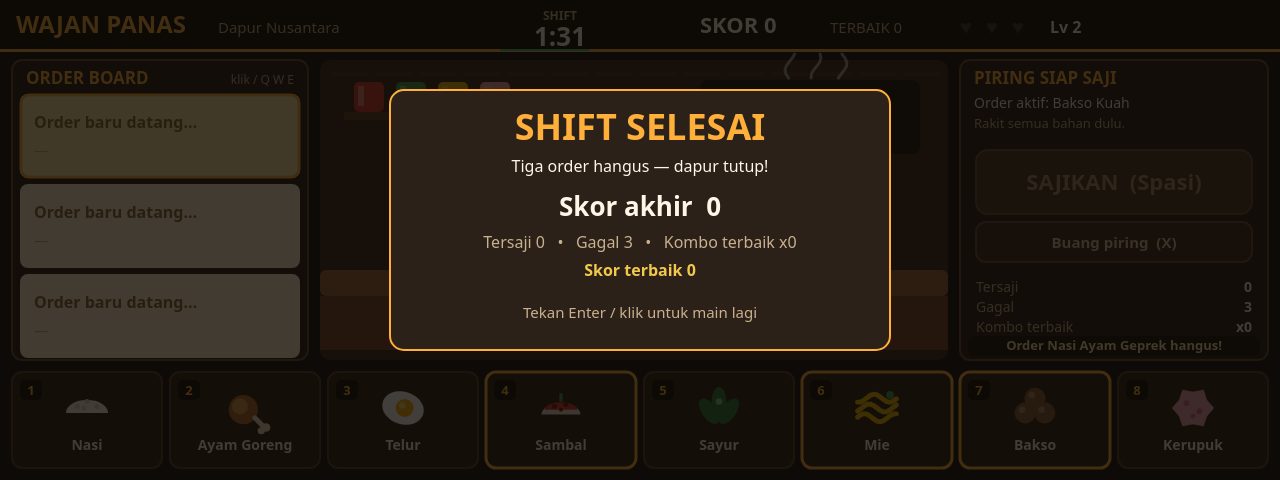 WAJAN PANAS
Dapur Nusantara
SHIFT
1:31
SKOR 0
TERBAIK 0
Lv 2
ORDER BOARD
klik / Q W E
Order baru datang...
—
Order baru datang...
—
Order baru datang...
—
SHIFT SELESAI
Tiga order hangus — dapur tutup!
Skor akhir 0
Tersaji 0 • Gagal 3 • Kombo terbaik x0
Skor terbaik 0
Tekan Enter / klik untuk main lagi
PIRING SIAP SAJI
Order aktif: Bakso Kuah
Rakit semua bahan dulu.
SAJIKAN (Spasi)
Buang piring (X)
Tersaji 0
Gagal 3
Kombo terbaik x0
Order Nasi Ayam Geprek hangus!
1 Nasi
2 Ayam Goreng
3 Telur
4 Sambal
5 Sayur
6 Mie
7 Bakso
8 Kerupuk